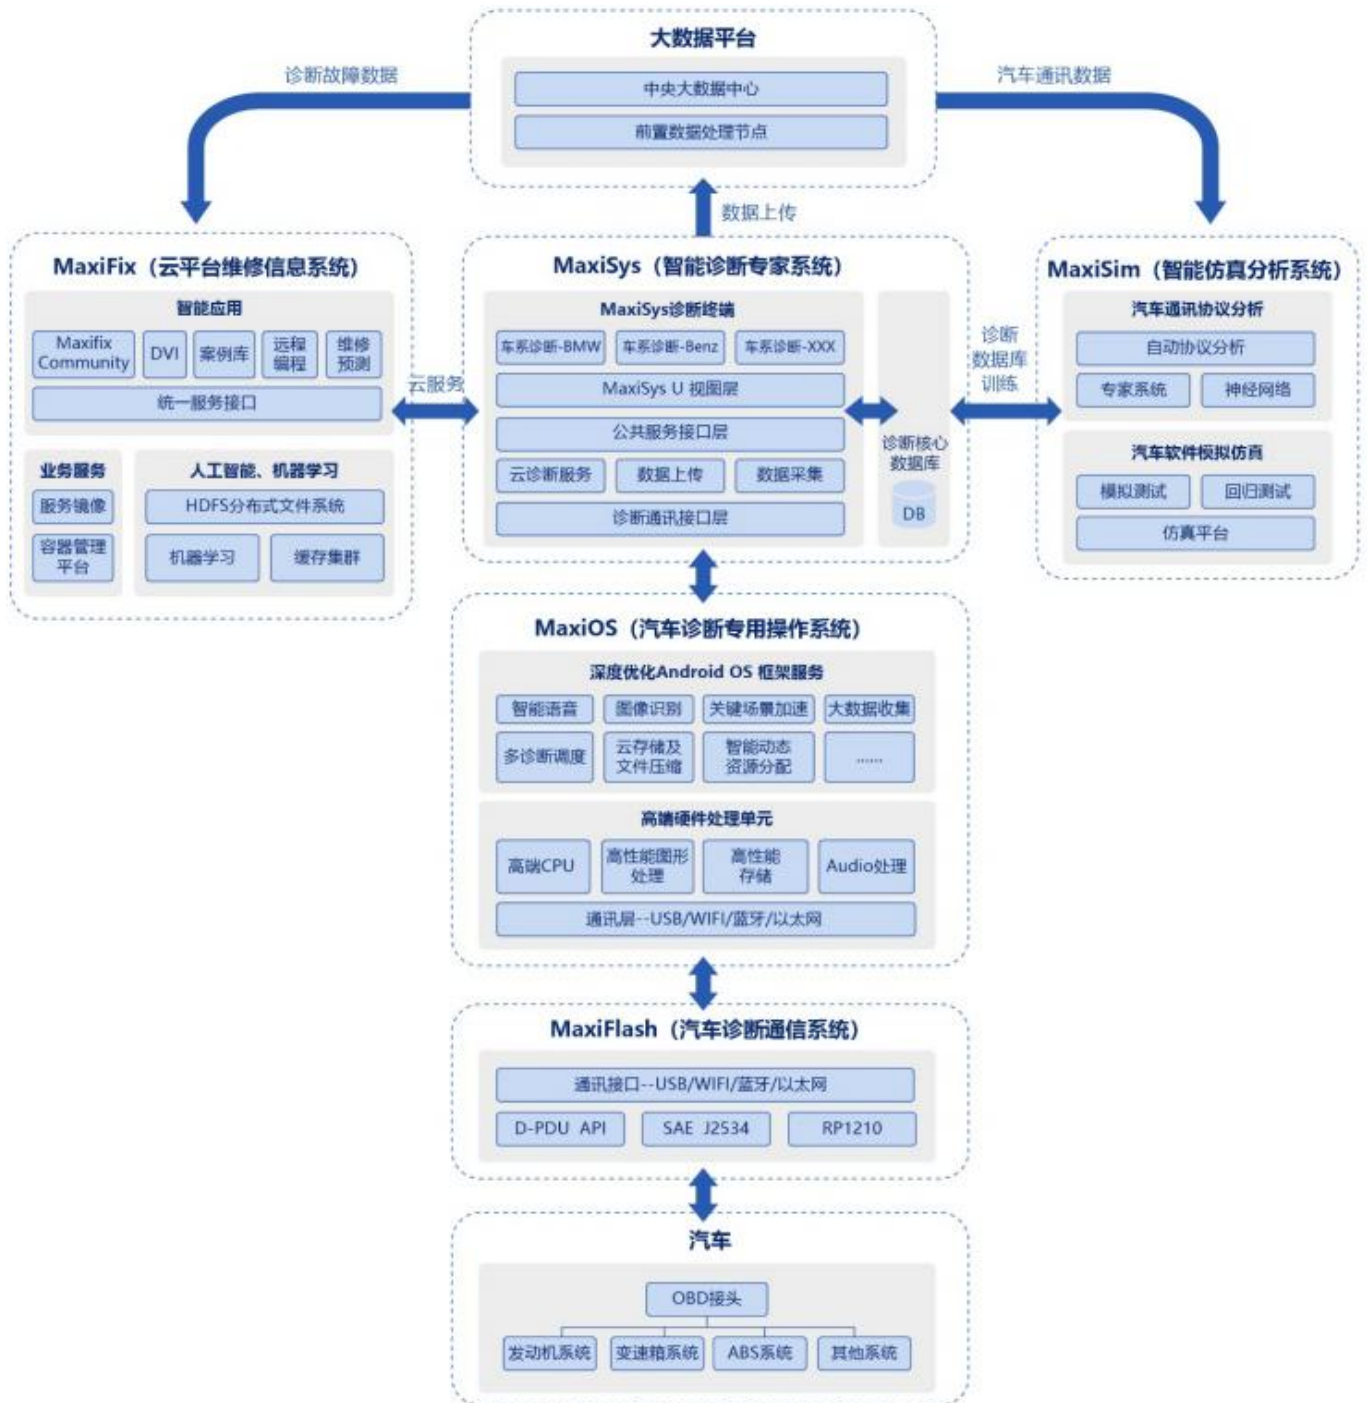 大数据平台
中央大数据中心
前置数据处理节点
诊断故障数据
汽车通讯数据
数据上传
MaxiFix（云平台维修信息系统）
智能应用
Maxifix
Community
DVI
案例库
远程
编程
维修
预测
统一服务接口
业务服务
服务镜像
容器管理
平台
人工智能、机器学习
HDFS分布式文件系统
机器学习
缓存集群
云服务
MaxiSys（智能诊断专家系统）
MaxiSys诊断终端
车系诊断-BMW
车系诊断-Benz
车系诊断-XXX
MaxiSys U 视图层
公共服务接口层
云诊断服务
数据上传
数据采集
诊断通讯接口层
诊断核心
数据库
DB
诊断
数据库
训练
MaxiSim（智能仿真分析系统）
汽车通讯协议分析
自动协议分析
专家系统
神经网络
汽车软件模拟仿真
模拟测试
回归测试
仿真平台
MaxiOS（汽车诊断专用操作系统）
深度优化Android OS 框架服务
智能语音
图像识别
关键场景加速
大数据收集
多诊断调度
云存储及
文件压缩
智能动态
资源分配
......
高端硬件处理单元
高端CPU
高性能图形
处理
高性能
存储
Audio处理
通讯层--USB/WIFI/蓝牙/以太网
MaxiFlash（汽车诊断通信系统）
通讯接口--USB/WIFI/蓝牙/以太网
D-PDU API
SAE J2534
RP1210
汽车
OBD接头
发动机系统
变速箱系统
ABS系统
其他系统